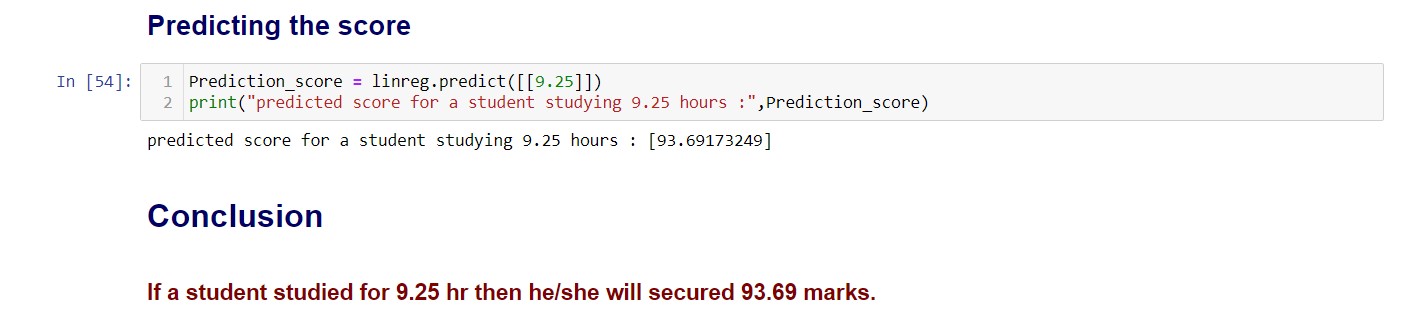 Predicting the score
In [54]: 1 Prediction_score = linreg.predict([[9.25]])
2 print("predicted score for a student studying 9.25 hours :",Prediction_score)
predicted score for a student studying 9.25 hours : [93.69173249]
Conclusion
If a student studied for 9.25 hr then he/she will secured 93.69 marks.